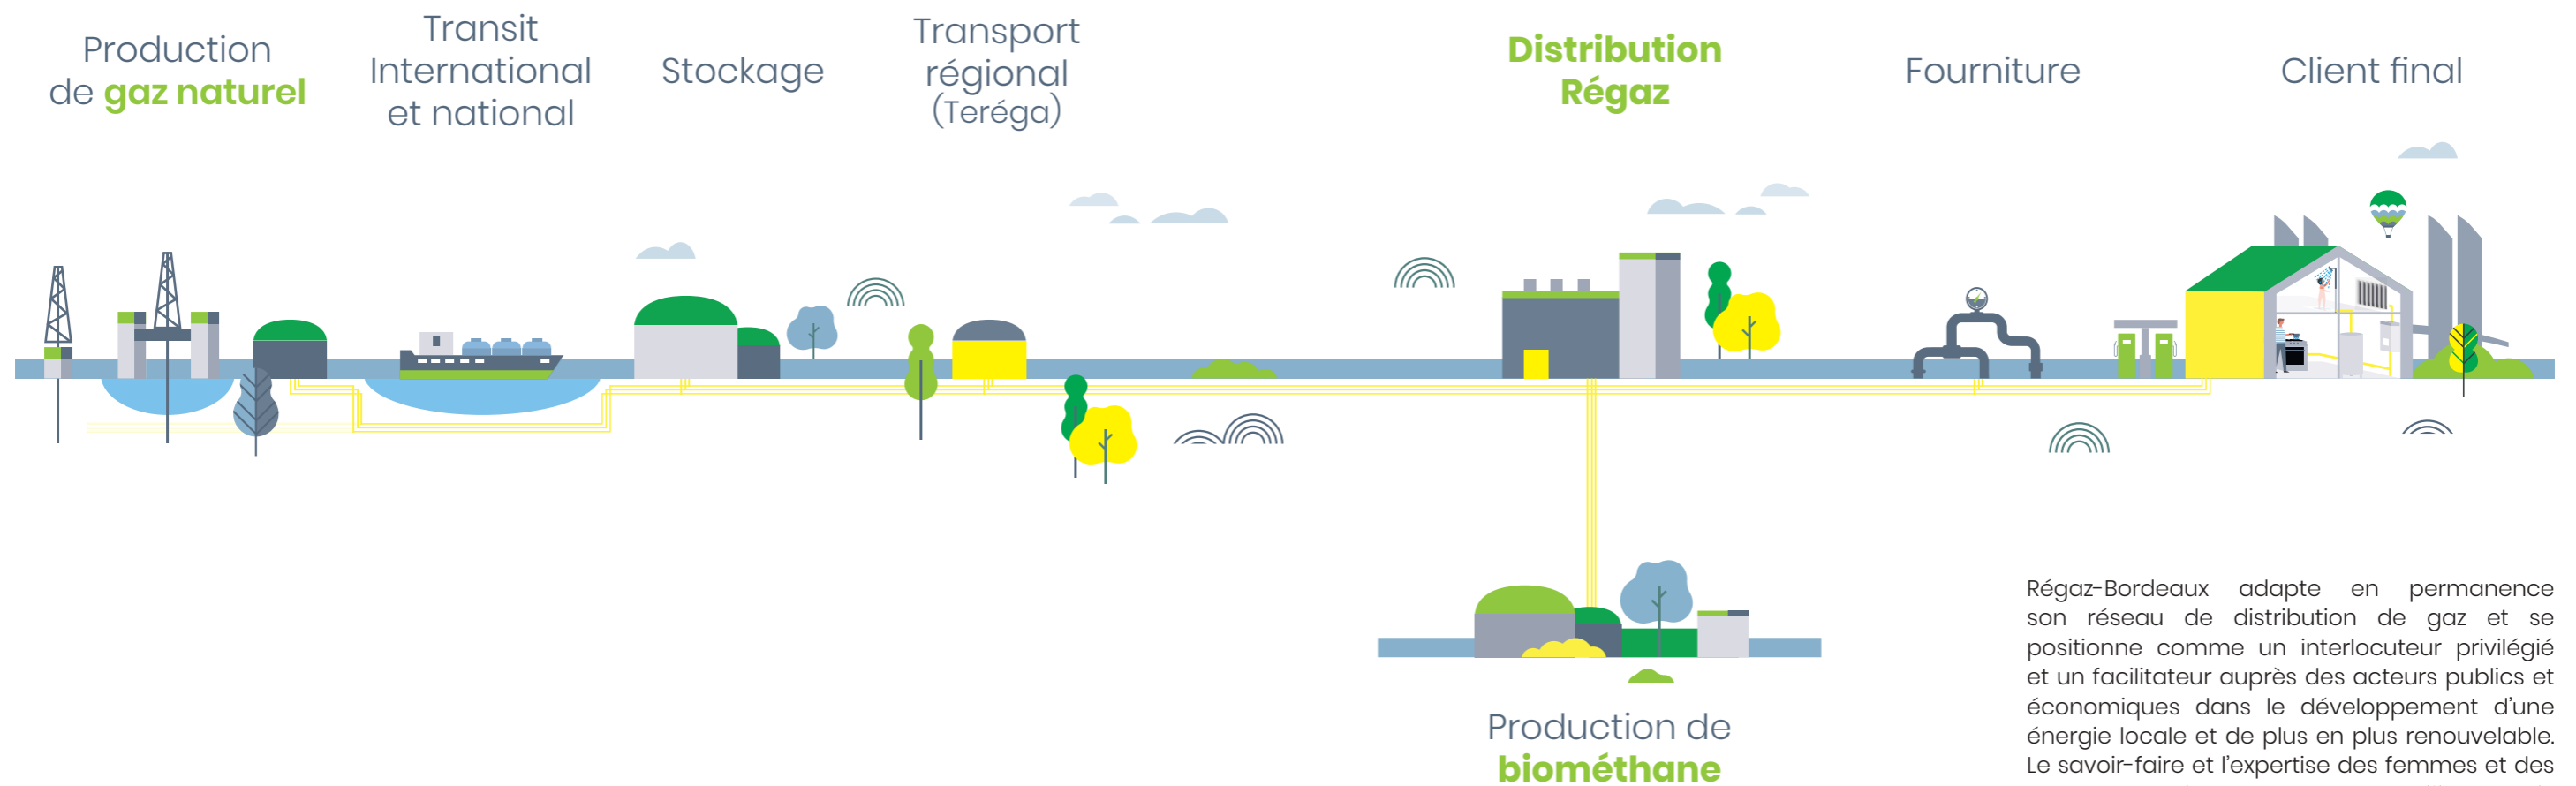 Production
de gaz naturel
Transit
International
et national
Stockage
Transport
régional
(Teréga)
Distribution
Régaz
Fourniture
Client final
Production de
biométhane
Régaz-Bordeaux adapte en permanence
son réseau de distribution de gaz et se
positionne comme un interlocuteur privilégié
et un facilitateur auprès des acteurs publics et
économiques dans le développement d'une
énergie locale et de plus en plus renouvelable.
Le savoir-faire et l'expertise des femmes et des